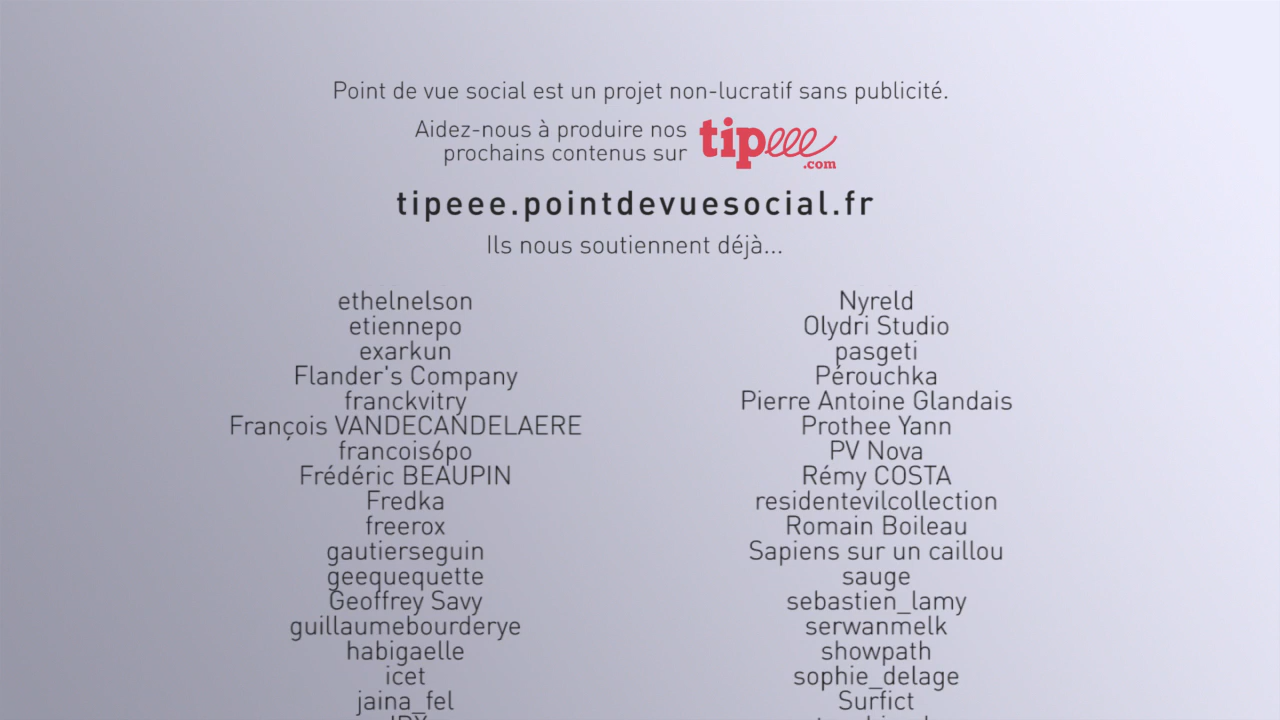 Point de vue social est un projet non-lucratif sans publicité.
Aidez-nous à produire nos
prochains contenus sur
tipeee
.com
tipeee.pointdevuesocial.fr
Ils nous soutiennent déjà...
ethelnelson
etiennepo
exarkun
Flander's Company
franckvitry
François VANDECANDELAERE
francois6po
Frédéric BEAUPIN
Fredka
freerox
gautierseguin
geequequette
Geoffrey Savy
guillaumebourderye
habigaelle
icet
jaina_fel
Nyreld
Olydri Studio
pasgeti
Pérouchka
Pierre Antoine Glandais
Prothee Yann
PV Nova
Rémy COSTA
residentevilcollection
Romain Boileau
Sapiens sur un caillou
sauge
sebastien_lamy
serwanmelk
showpath
sophie_delage
Surfict